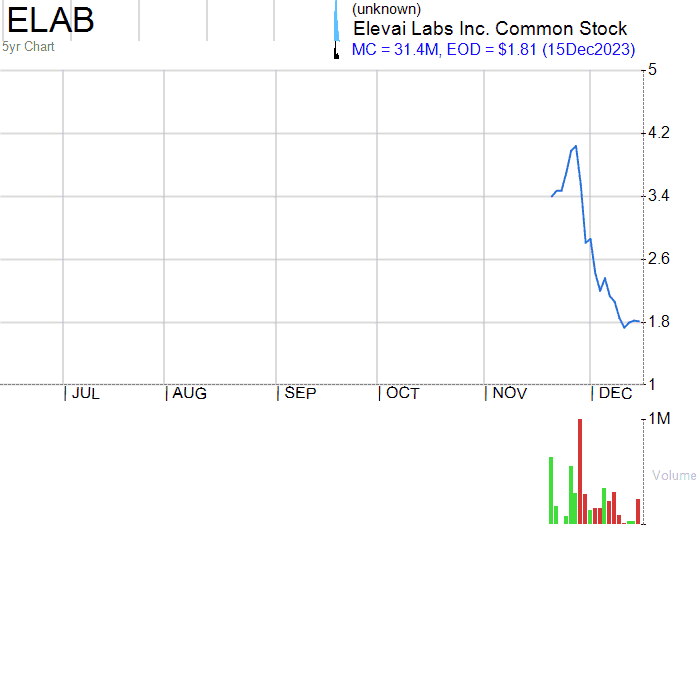 ELAB
(unknown)
Elevai Labs Inc. Common Stock
5yr Chart
MC = 31.4M, EOD = $1.81 (15Dec2023)
5
4.2
3.4
2.6
1.8
1
JUL AUG SEP OCT NOV DEC
1M
Volume